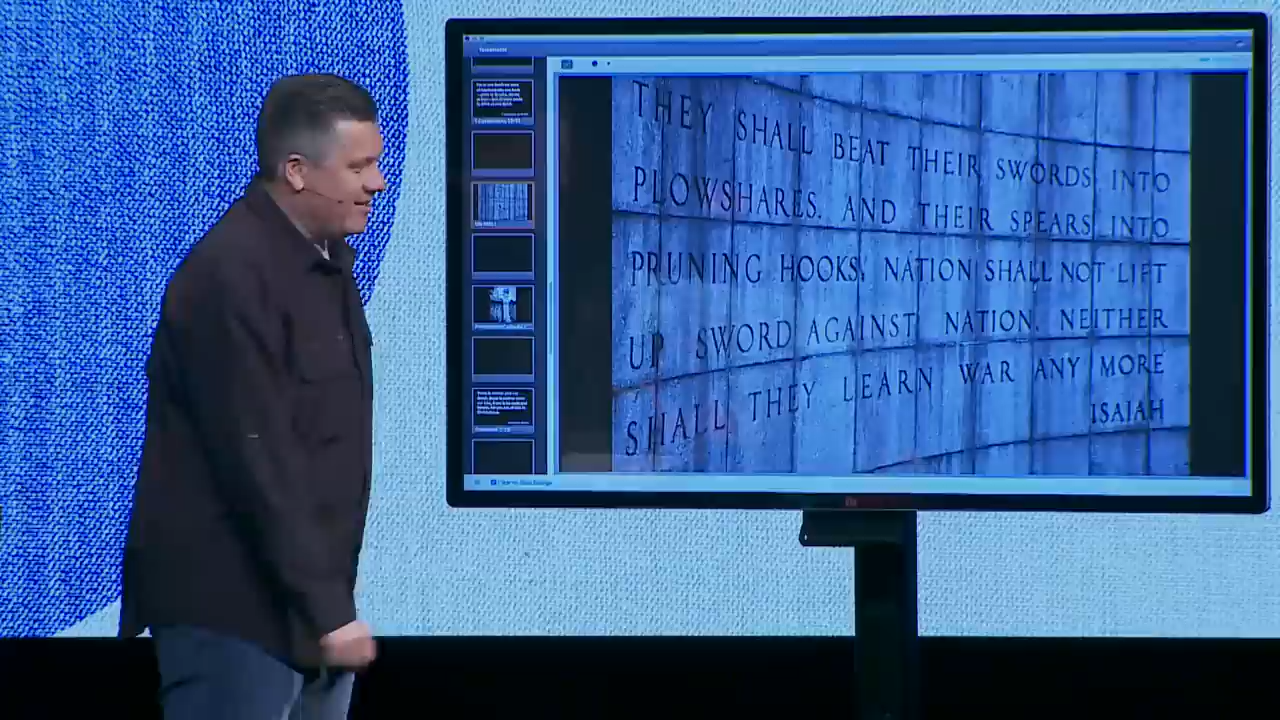 THEY SHALL BEAT THEIR SWORDS INTO
PLOWSHARES. AND THEIR SPEARS INTO
PRUNING HOOKS. NATION SHALL NOT LIFT
UP SWORD AGAINST NATION. NEITHER
SHALL THEY LEARN WAR ANY MORE
ISAIAH